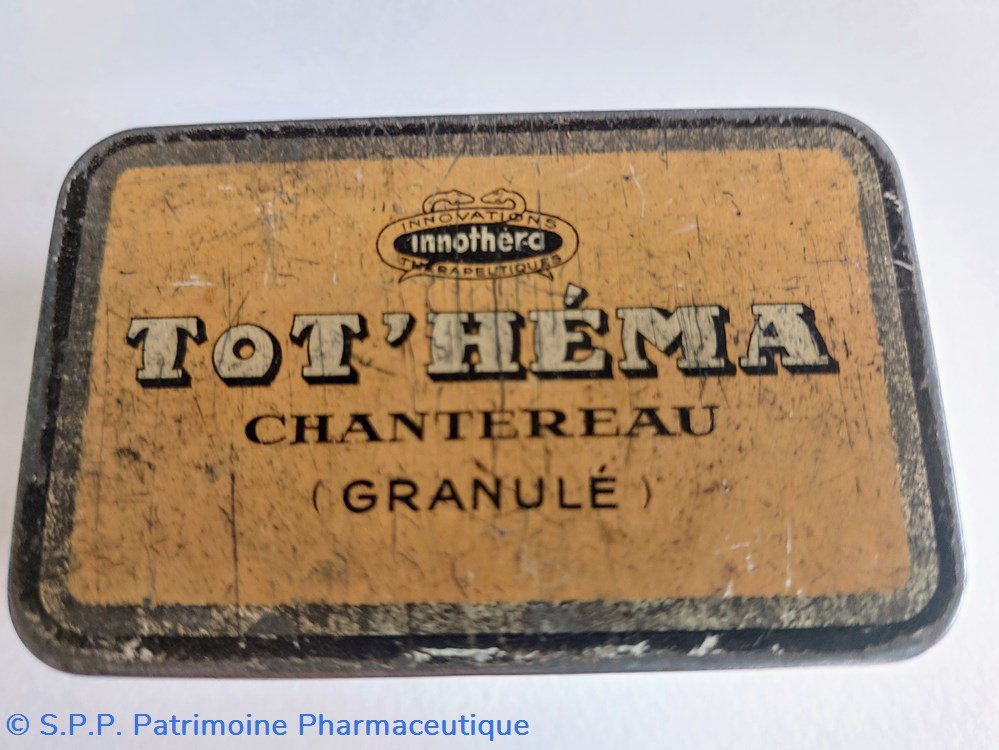 INNOVATIONS
innothéra
THÉRAPEUTIQUES
TOT'HÉMA
CHANTEREAU
(GRANULÉ)
© S.P.P. Patrimoine Pharmaceutique